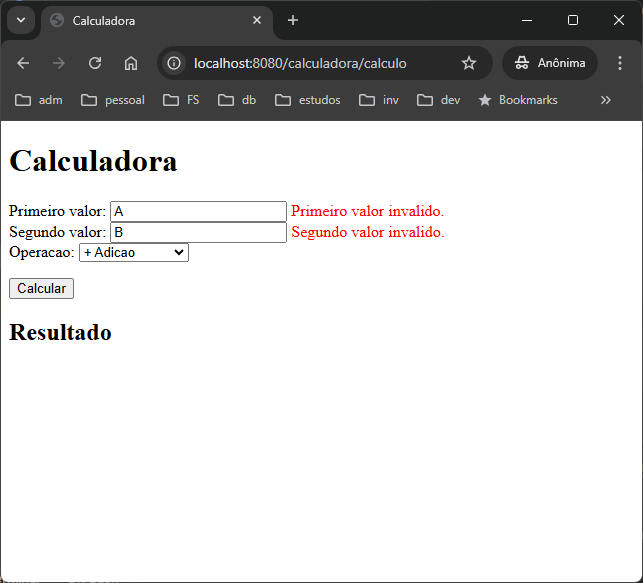 Calculadora
localhost:8080/calculadora/calculo
Anônima
adm pessoal FS db estudos inv dev Bookmarks
Calculadora
Primeiro valor: A Primeiro valor invalido.
Segundo valor: B Segundo valor invalido.
Operacao: + Adicao
Calcular
Resultado